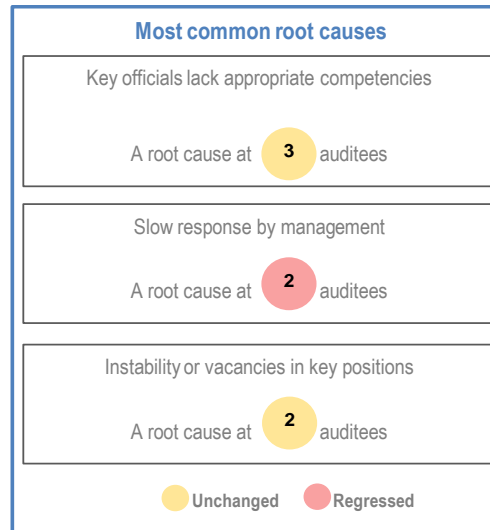 Most common root causes
Key officials lack appropriate competencies
A root cause at 3 auditees
Slow response by management
A root cause at 2 auditees
Instability or vacancies in key positions
A root cause at 2 auditees
Unchanged Regressed